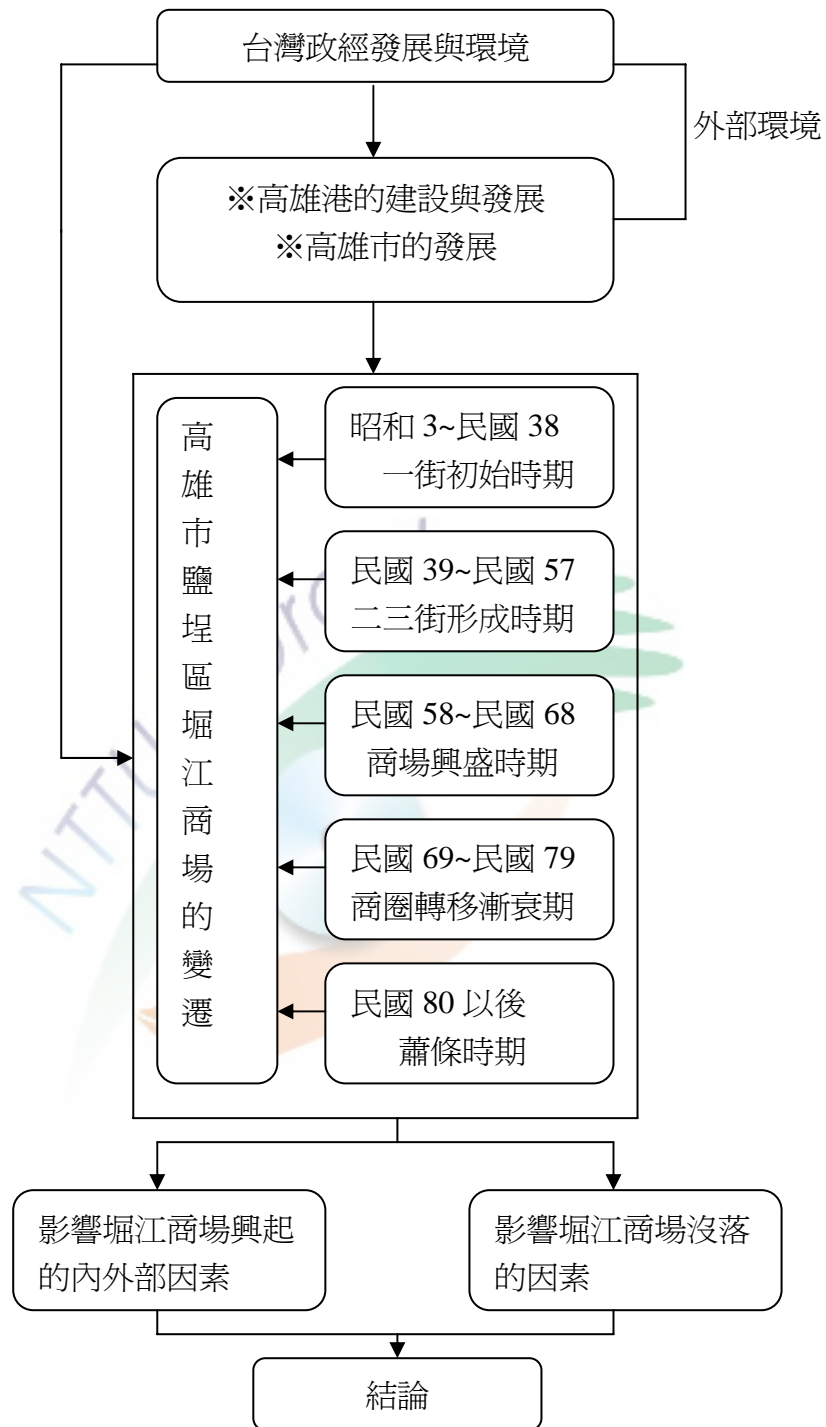 台灣政經發展與環境
外部環境
※高雄港的建設與發展
※高雄市的發展
高雄市鹽埕區堀江商場的變遷
昭和 3~民國 38
一街初始時期
民國 39~民國 57
二三街形成時期
民國 58~民國 68
商場興盛時期
民國 69~民國 79
商圈轉移漸衰期
民國 80 以後
蕭條時期
影響堀江商場興起
的內外部因素
影響堀江商場沒落
的因素
結論